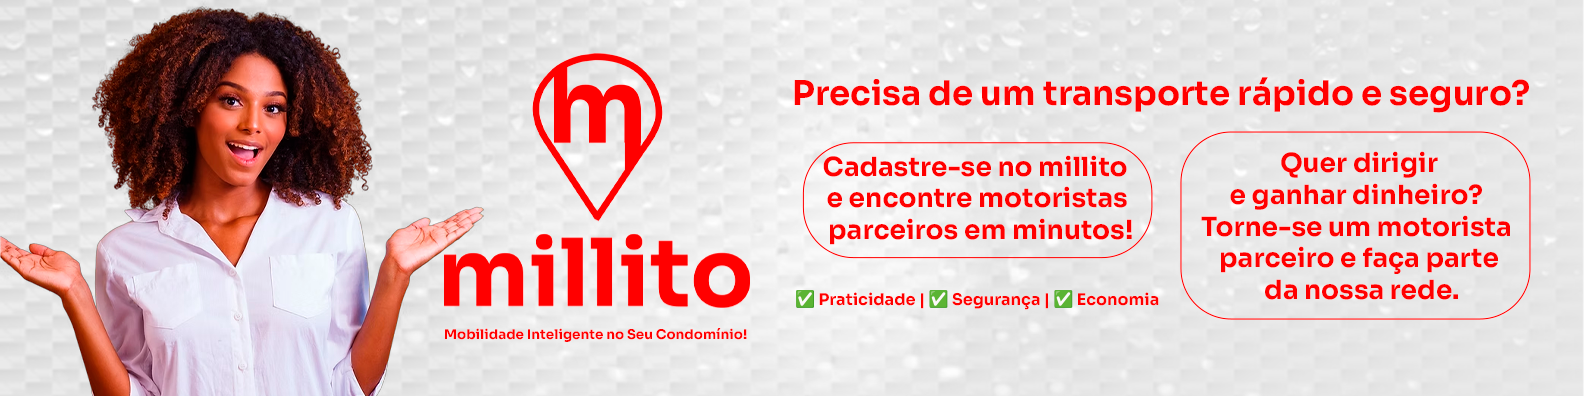 m
millito
Mobilidade Inteligente no Seu Condomínio!
Precisa de um transporte rápido e seguro?
Cadastre-se no millito
e encontre motoristas
parceiros em minutos!
✅ Praticidade | ✅ Segurança | ✅ Economia
Quer dirigir
e ganhar dinheiro?
Torne-se um motorista
parceiro e faça parte
da nossa rede.